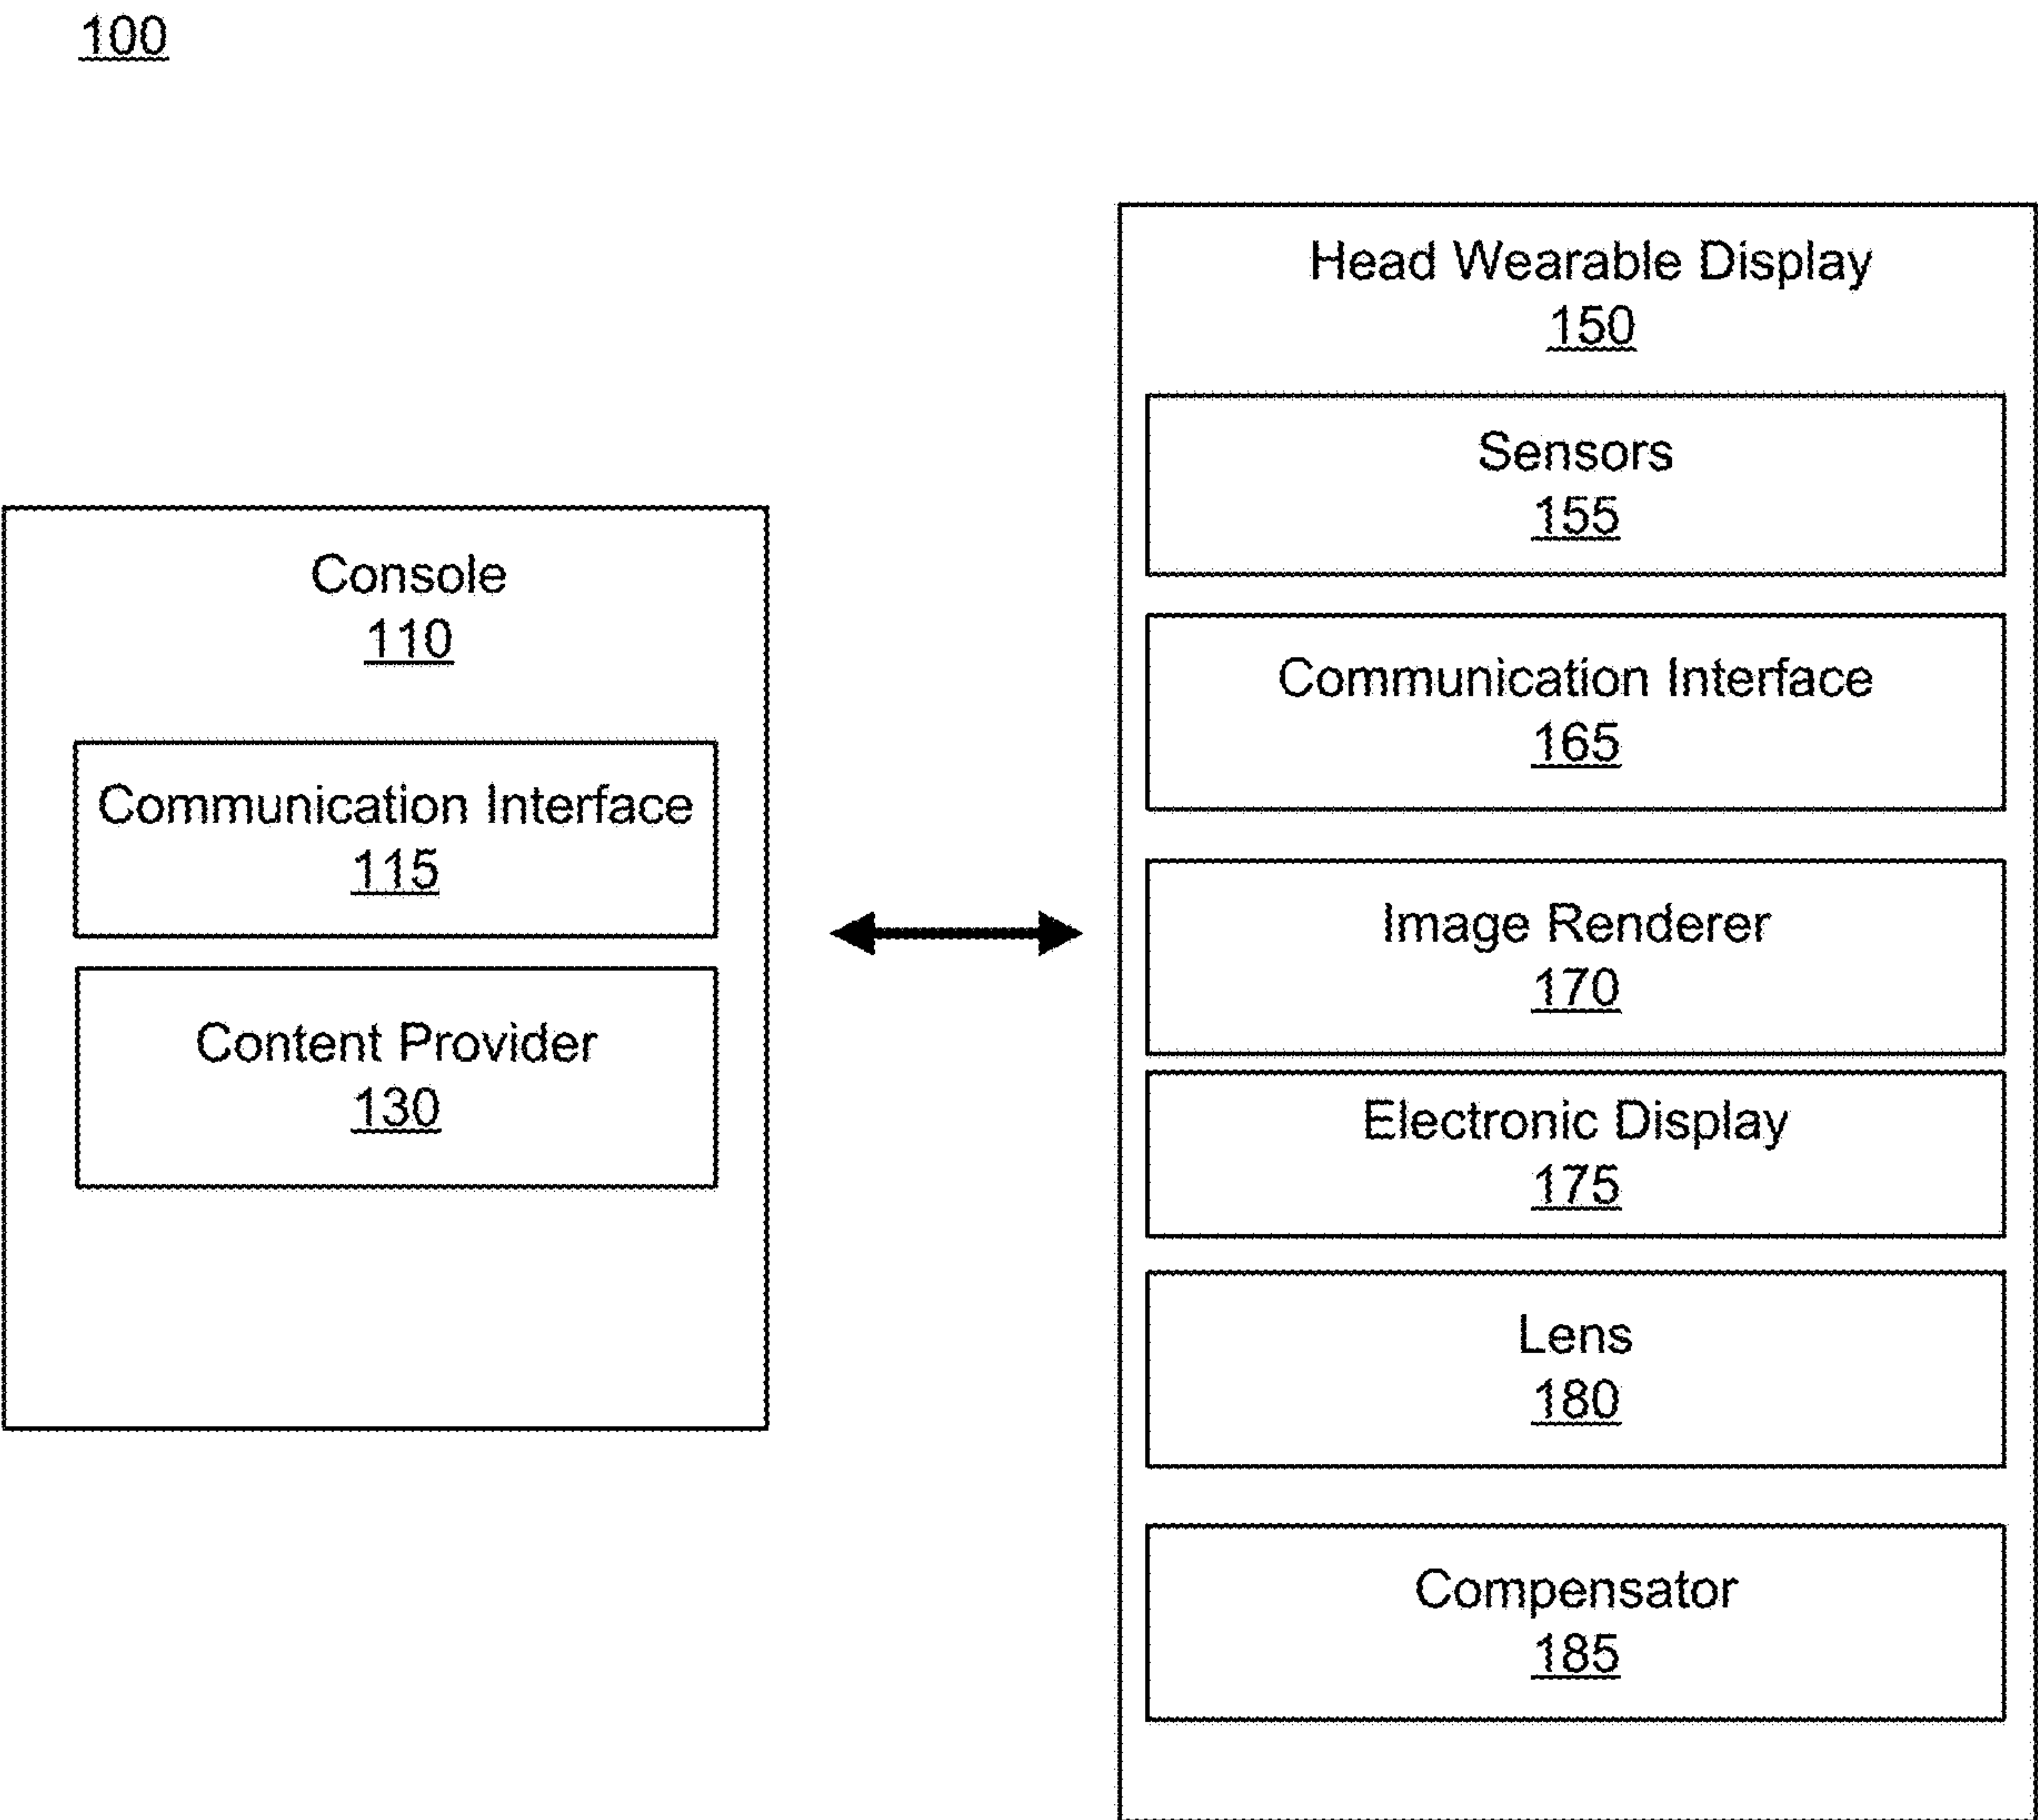 100
Console
110
Communication Interface
115
Content Provider
130
Head Wearable Display
150
Sensors
155
Communication Interface
165
Image Renderer
170
Electronic Display
175
Lens
180
Compensator
185